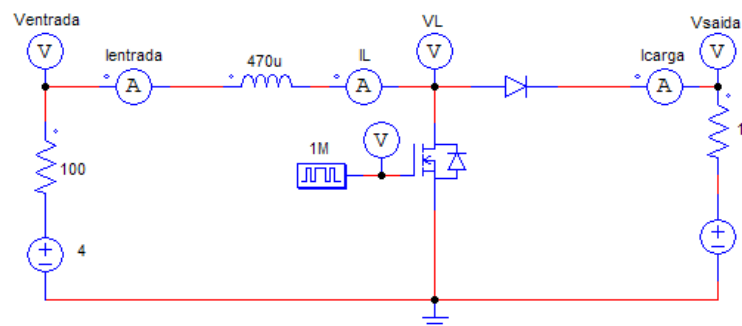 Ventrada
VL
Vsaida
V
V
V
Ientrada
470u
IL
Icarga
A
A
A
1M
V
100
1
4